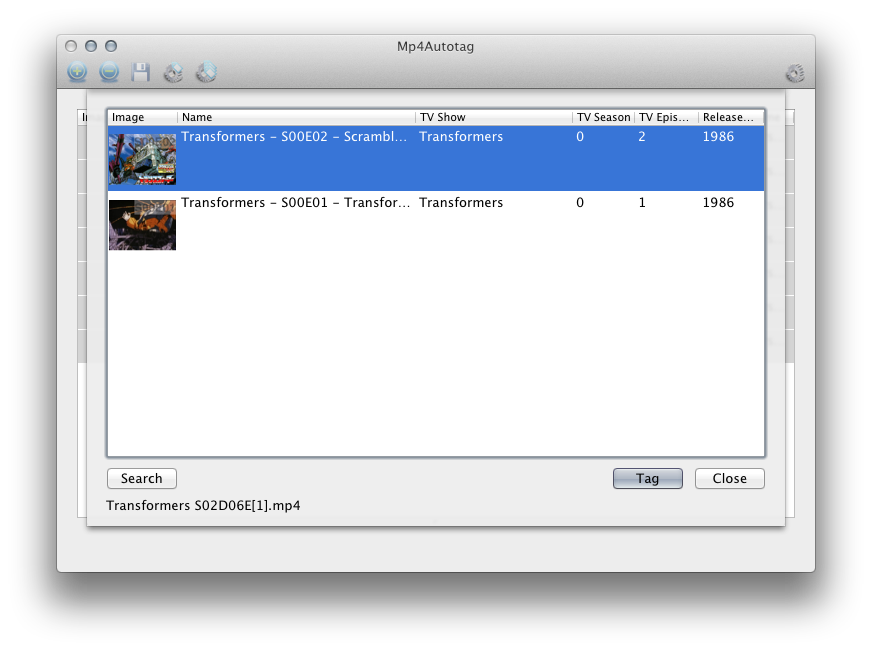 Mp4Autotag
Image Name TV Show TV Season TV Epis... Release...
Transformers – S00E02 – Scrambl... Transformers 0 2 1986
Transformers – S00E01 – Transfor... Transformers 0 1 1986
Search Tag Close
Transformers S02D06E[1].mp4